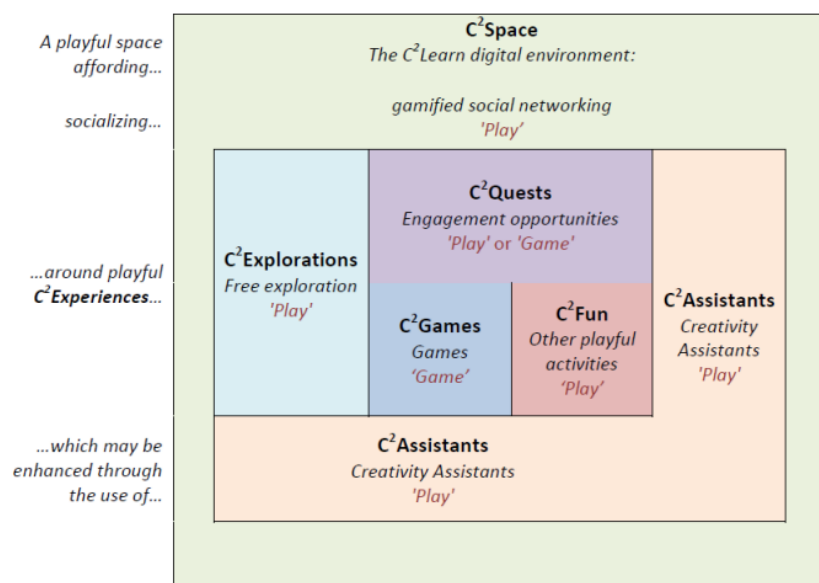 A playful space
affording...
socializing...
...around playful
C²Experiences...
...which may be
enhanced through
the use of...
C²Space
The C²Learn digital environment:
gamified social networking
'Play’
C²Explorations
Free exploration
'Play'
C²Quests
Engagement opportunities
'Play' or 'Game'
C²Games
Games
‘Game’
C²Fun
Other playful
activities
‘Play’
C²Assistants
Creativity
Assistants
'Play'
C²Assistants
Creativity Assistants
'Play'